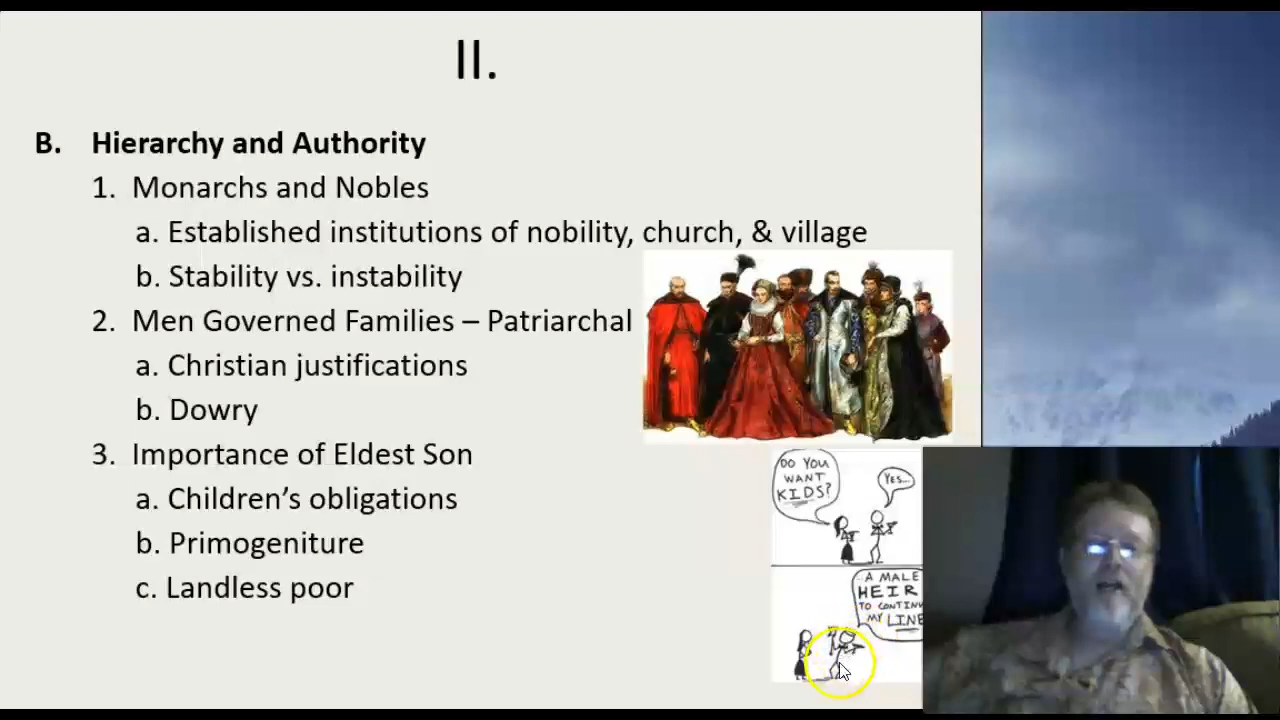 II.
B. Hierarchy and Authority
1. Monarchs and Nobles
a. Established institutions of nobility, church, & village
b. Stability vs. instability
2. Men Governed Families – Patriarchal
a. Christian justifications
b. Dowry
3. Importance of Eldest Son
a. Children's obligations
b. Primogeniture
c. Landless poor
DO YOU
WANT
KIDS?
YES...
A MALE
HEIR
TO CONTINU
MY LINE